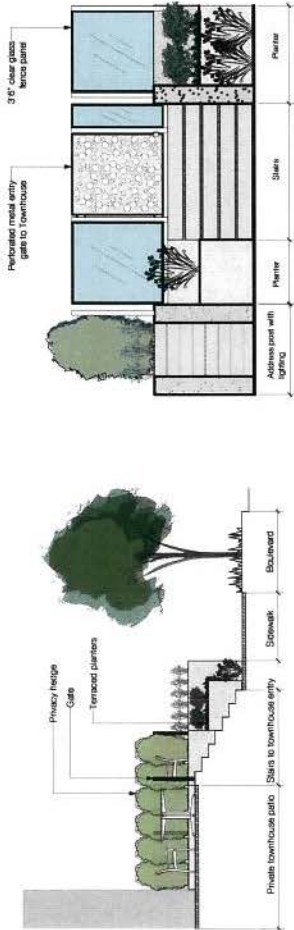 3'6" clear glass
fence panel
Perforated metal entry
gate to Townhouse
Planter
Stairs
Planter
Address post with
lighting
Privacy hedge
Gate
Terraced planters
Boulevard
Sidewalk
Stairs to townhouse entry
Private townhouse patio